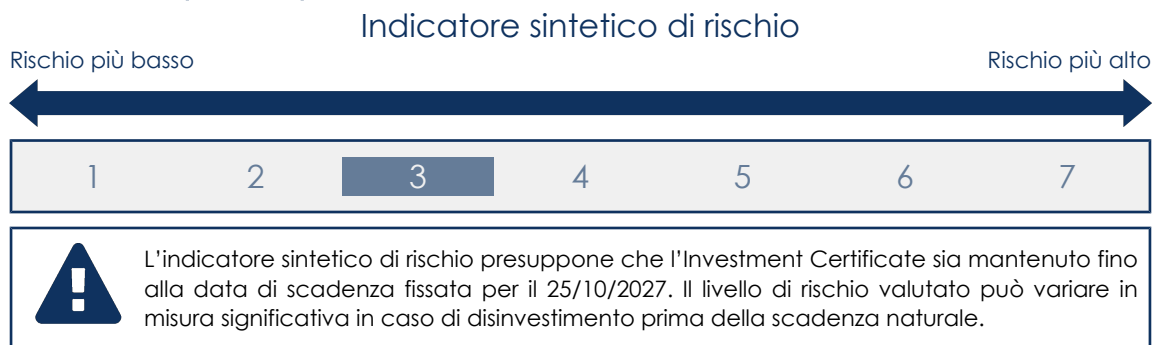 Indicatore sintetico di rischio
Rischio più basso
Rischio più alto
1 2 3 4 5 6 7
L'indicatore sintetico di rischio presuppone che l'Investment Certificate sia mantenuto fino
alla data di scadenza fissata per il 25/10/2027. Il livello di rischio valutato può variare in
misura significativa in caso di disinvestimento prima della scadenza naturale.